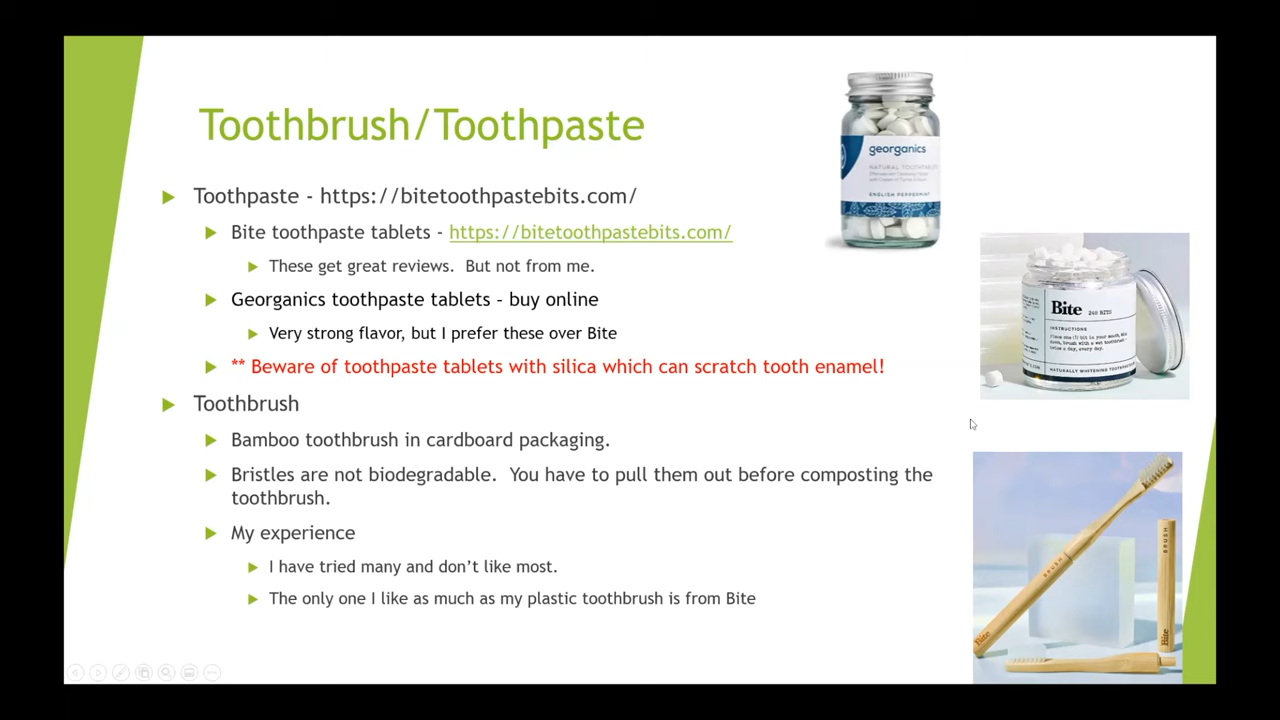 Toothbrush/Toothpaste
Toothpaste - https://bitetoothpastebits.com/
Bite toothpaste tablets - https://bitetoothpastebits.com/
These get great reviews.  But not from me.
Georganics toothpaste tablets – buy online
Very strong flavor, but I prefer these over Bite
** Beware of toothpaste tablets with silica which can scratch tooth enamel!
Toothbrush
Bamboo toothbrush in cardboard packaging.
Bristles are not biodegradable.  You have to pull them out before composting the
toothbrush.
My experience
I have tried many and don’t like most.
The only one I like as much as my plastic toothbrush is from Bite
georganics
NATURAL
ENGLISH PEPPERMINT
Bite
INSTRUCTIONS
NATURALLY WHITENING
BRUSH
BRUSH
Bite
Bite